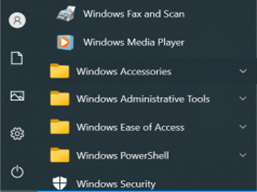 Windows Fax and Scan
Windows Media Player
Windows Accessories
Windows Administrative Tools
Windows Ease of Access
Windows PowerShell
Windows Security